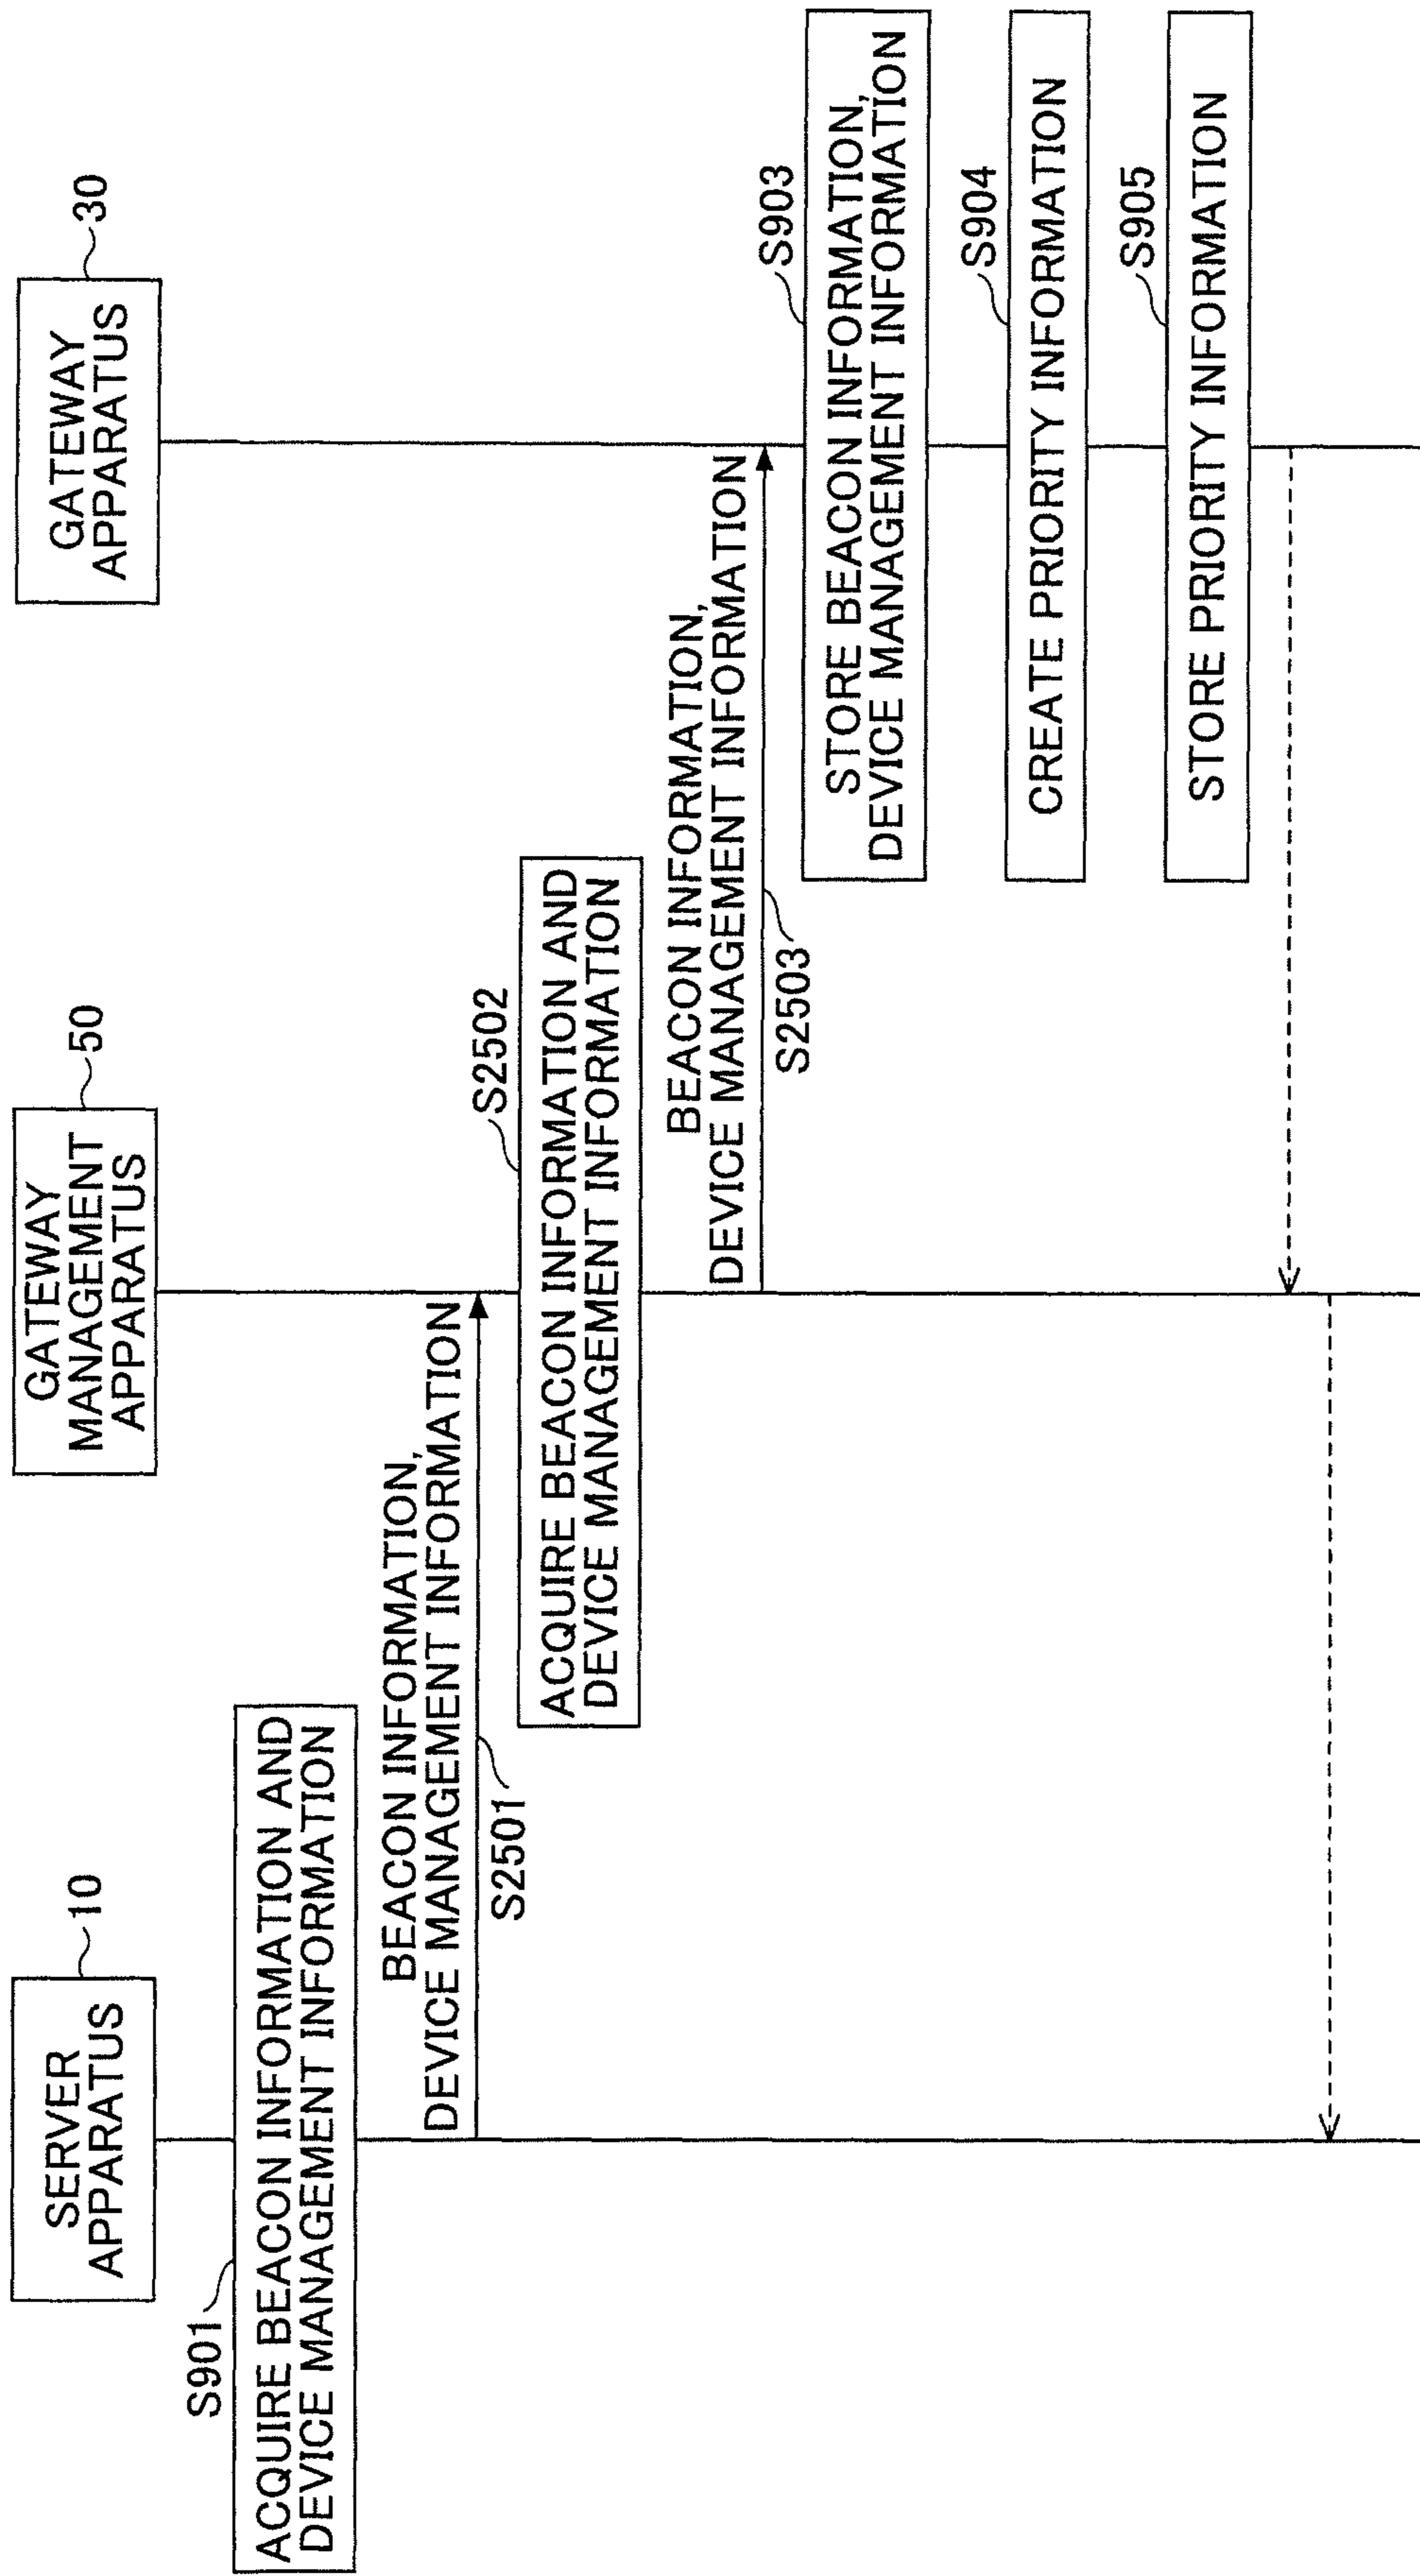 SERVER
APPARATUS
10
GATEWAY
MANAGEMENT
APPARATUS
50
GATEWAY
APPARATUS
30
S901
ACQUIRE BEACON INFORMATION AND
DEVICE MANAGEMENT INFORMATION
BEACON INFORMATION,
DEVICE MANAGEMENT INFORMATION
S2501
S2502
ACQUIRE BEACON INFORMATION AND
DEVICE MANAGEMENT INFORMATION
BEACON INFORMATION,
DEVICE MANAGEMENT INFORMATION
S2503
S903
STORE BEACON INFORMATION,
DEVICE MANAGEMENT INFORMATION
S904
CREATE PRIORITY INFORMATION
S905
STORE PRIORITY INFORMATION